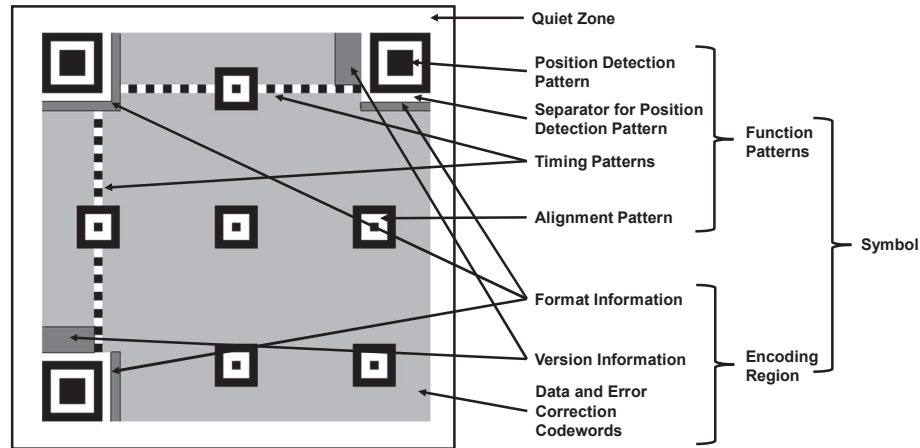 Quiet Zone
Position Detection
Pattern
Separator for Position
Detection Pattern
Function
Patterns
Timing Patterns
Alignment Pattern
Symbol
Format Information
Version Information
Encoding
Region
Data and Error
Correction
Codewords